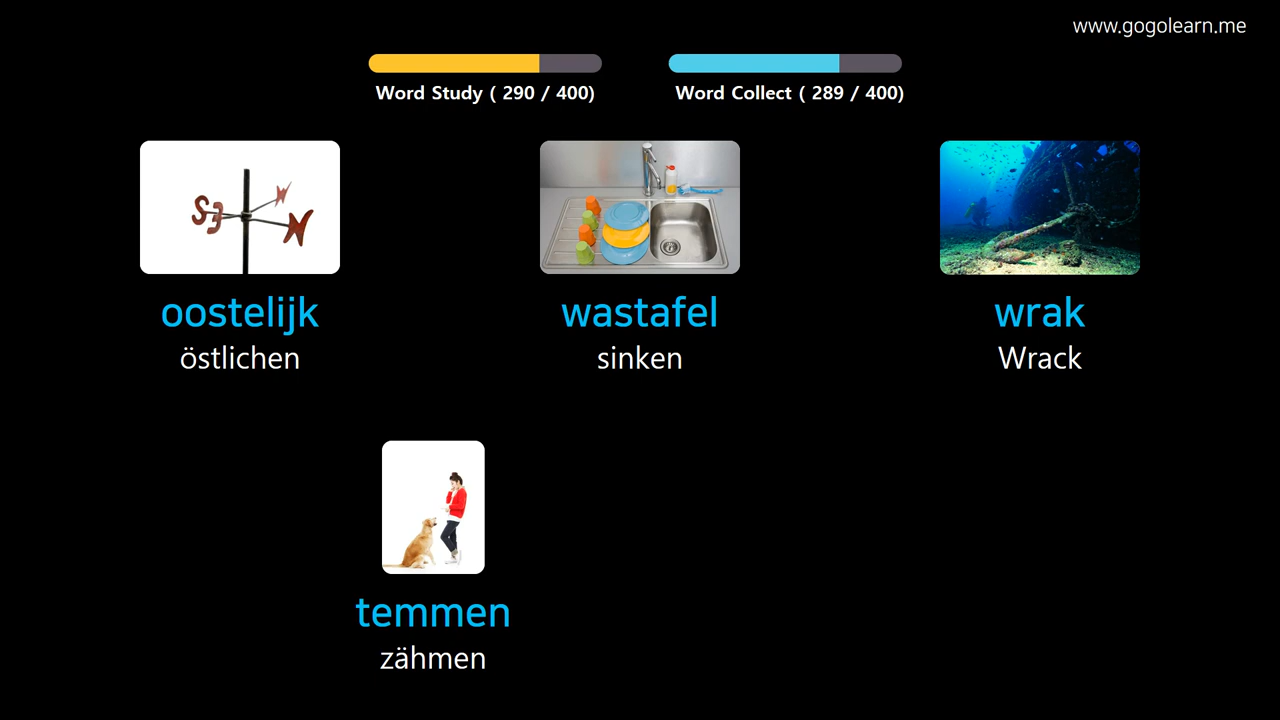 www.gogolearn.me
Word Study ( 290 / 400)
Word Collect ( 289 / 400)
oostelijk
östlichen
wastafel
sinken
wrak
Wrack
temmen
zähmen